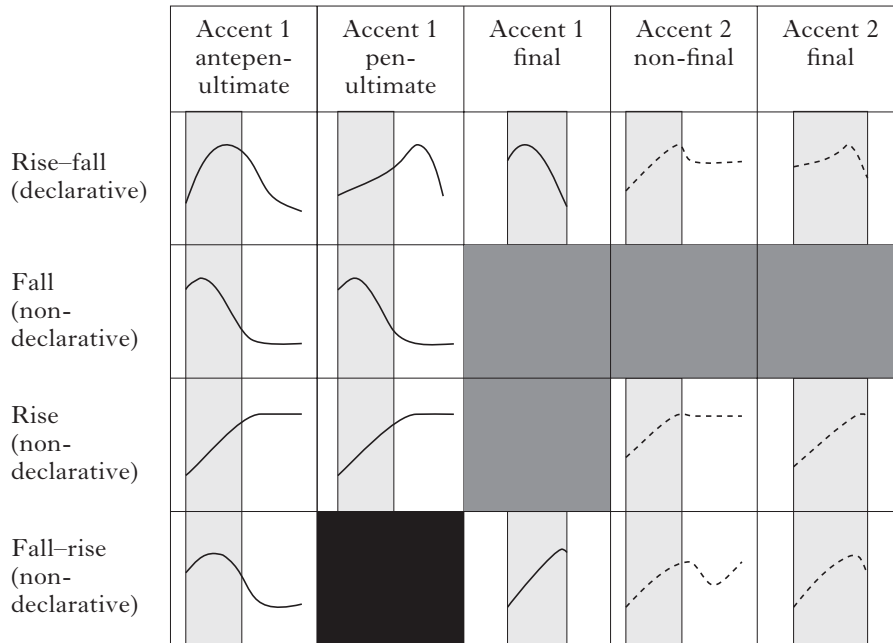 Accent 1
antepen-
ultimate
Accent 1
pen-
ultimate
Accent 1
final
Accent 2
non-final
Accent 2
final
Rise–fall
(declarative)
Fall
(non-
declarative)
Rise
(non-
declarative)
Fall–rise
(non-
declarative)